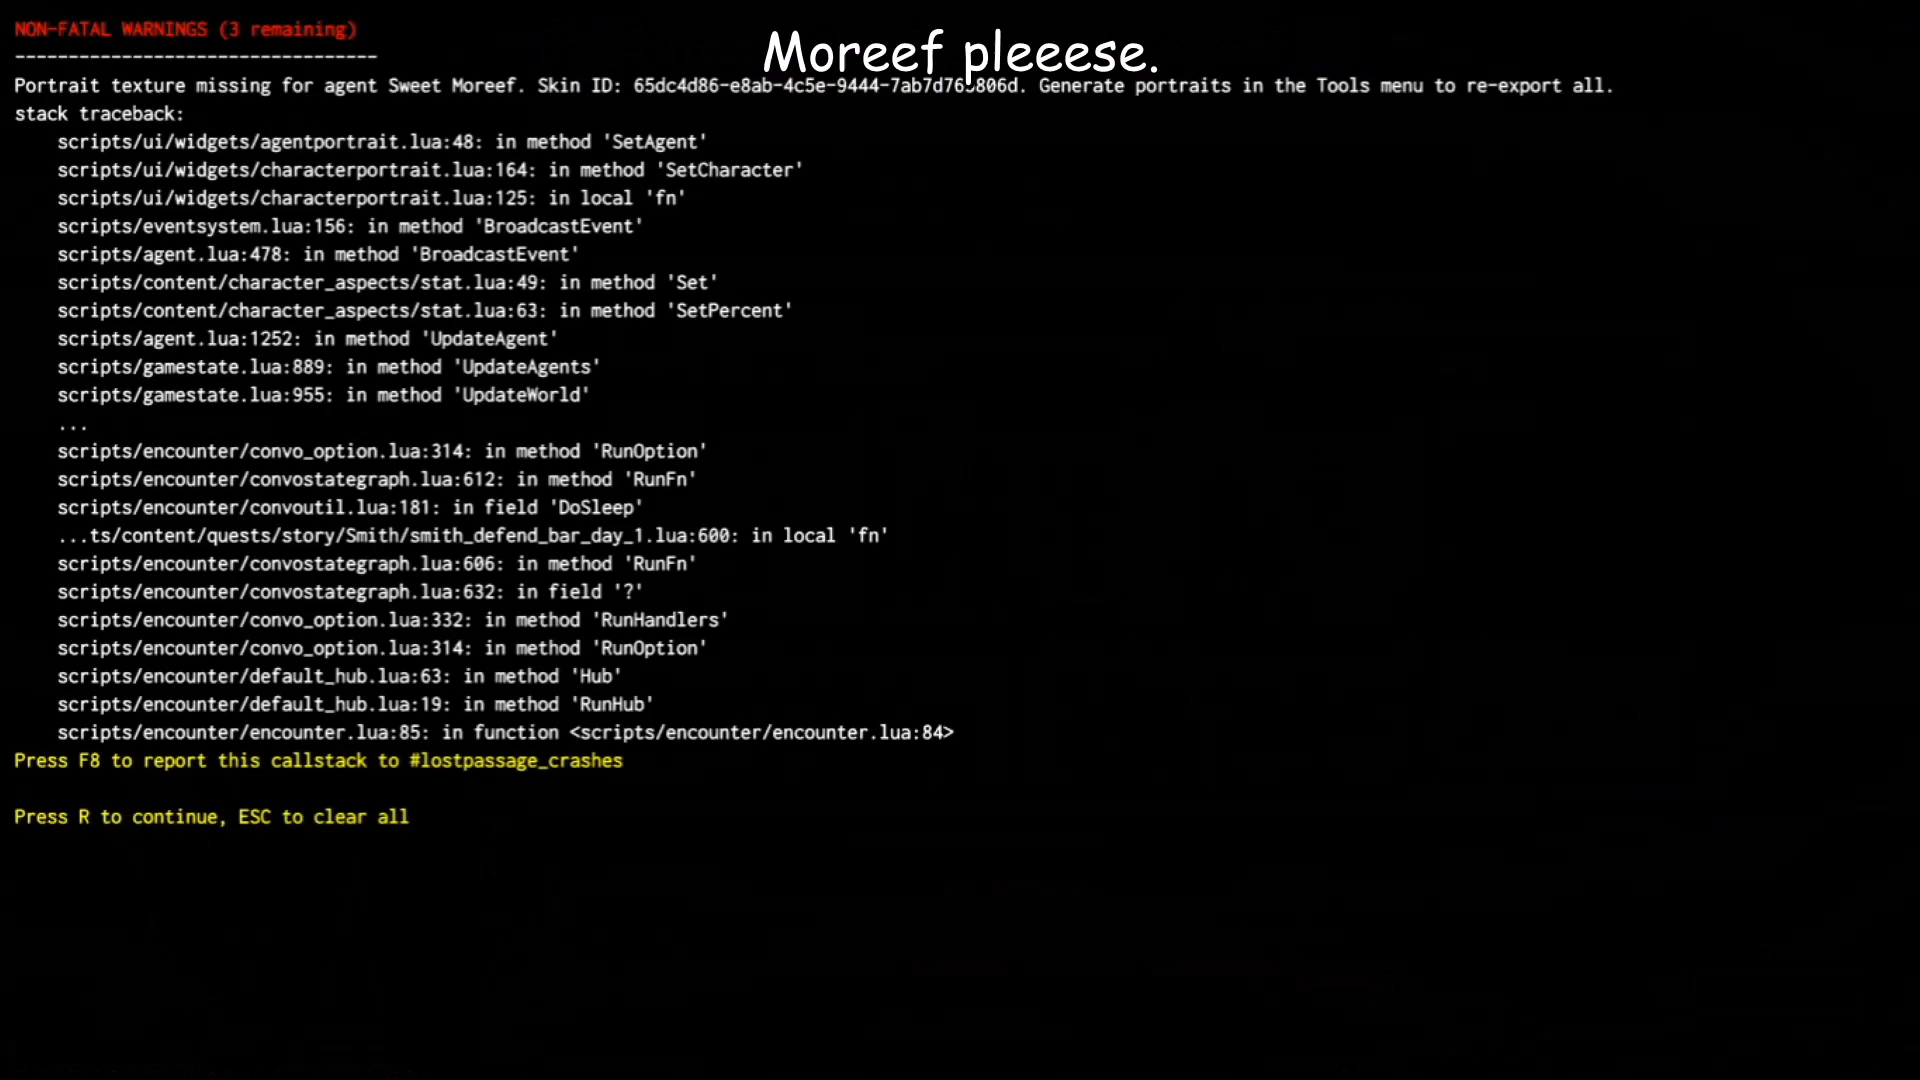 NON-FATAL WARNINGS (3 remaining)
Moreef pleeese.
----------------------------------
Portrait texture missing for agent Sweet Moreef. Skin ID: 65dc4d86-e8ab-4c5e-9444-7ab7d765806d. Generate portraits in the Tools menu to re-export all.
stack traceback:
scripts/ui/widgets/agentportrait.lua:48: in method 'SetAgent'
scripts/ui/widgets/characterportrait.lua:164: in method 'SetCharacter'
scripts/ui/widgets/characterportrait.lua:125: in local 'fn'
scripts/eventsystem.lua:156: in method 'BroadcastEvent'
scripts/agent.lua:478: in method 'BroadcastEvent'
scripts/content/character_aspects/stat.lua:49: in method 'Set'
scripts/content/character_aspects/stat.lua:63: in method 'SetPercent'
scripts/agent.lua:1252: in method 'UpdateAgent'
scripts/gamestate.lua:889: in method 'UpdateAgents'
scripts/gamestate.lua:955: in method 'UpdateWorld'
...
scripts/encounter/convo_option.lua:314: in method 'RunOption'
scripts/encounter/convostategraph.lua:612: in method 'RunFn'
scripts/encounter/convoutil.lua:181: in field 'DoSleep'
...ts/content/quests/story/Smith/smith_defend_bar_day_1.lua:600: in local 'fn'
scripts/encounter/convostategraph.lua:606: in method 'RunFn'
scripts/encounter/convostategraph.lua:632: in field '?'
scripts/encounter/convo_option.lua:332: in method 'RunHandlers'
scripts/encounter/convo_option.lua:314: in method 'RunOption'
scripts/encounter/default_hub.lua:63: in method 'Hub'
scripts/encounter/default_hub.lua:19: in method 'RunHub'
scripts/encounter/encounter.lua:85: in function <scripts/encounter/encounter.lua:84>
Press F8 to report this callstack to #lostpassage_crashes
Press R to continue, ESC to clear all